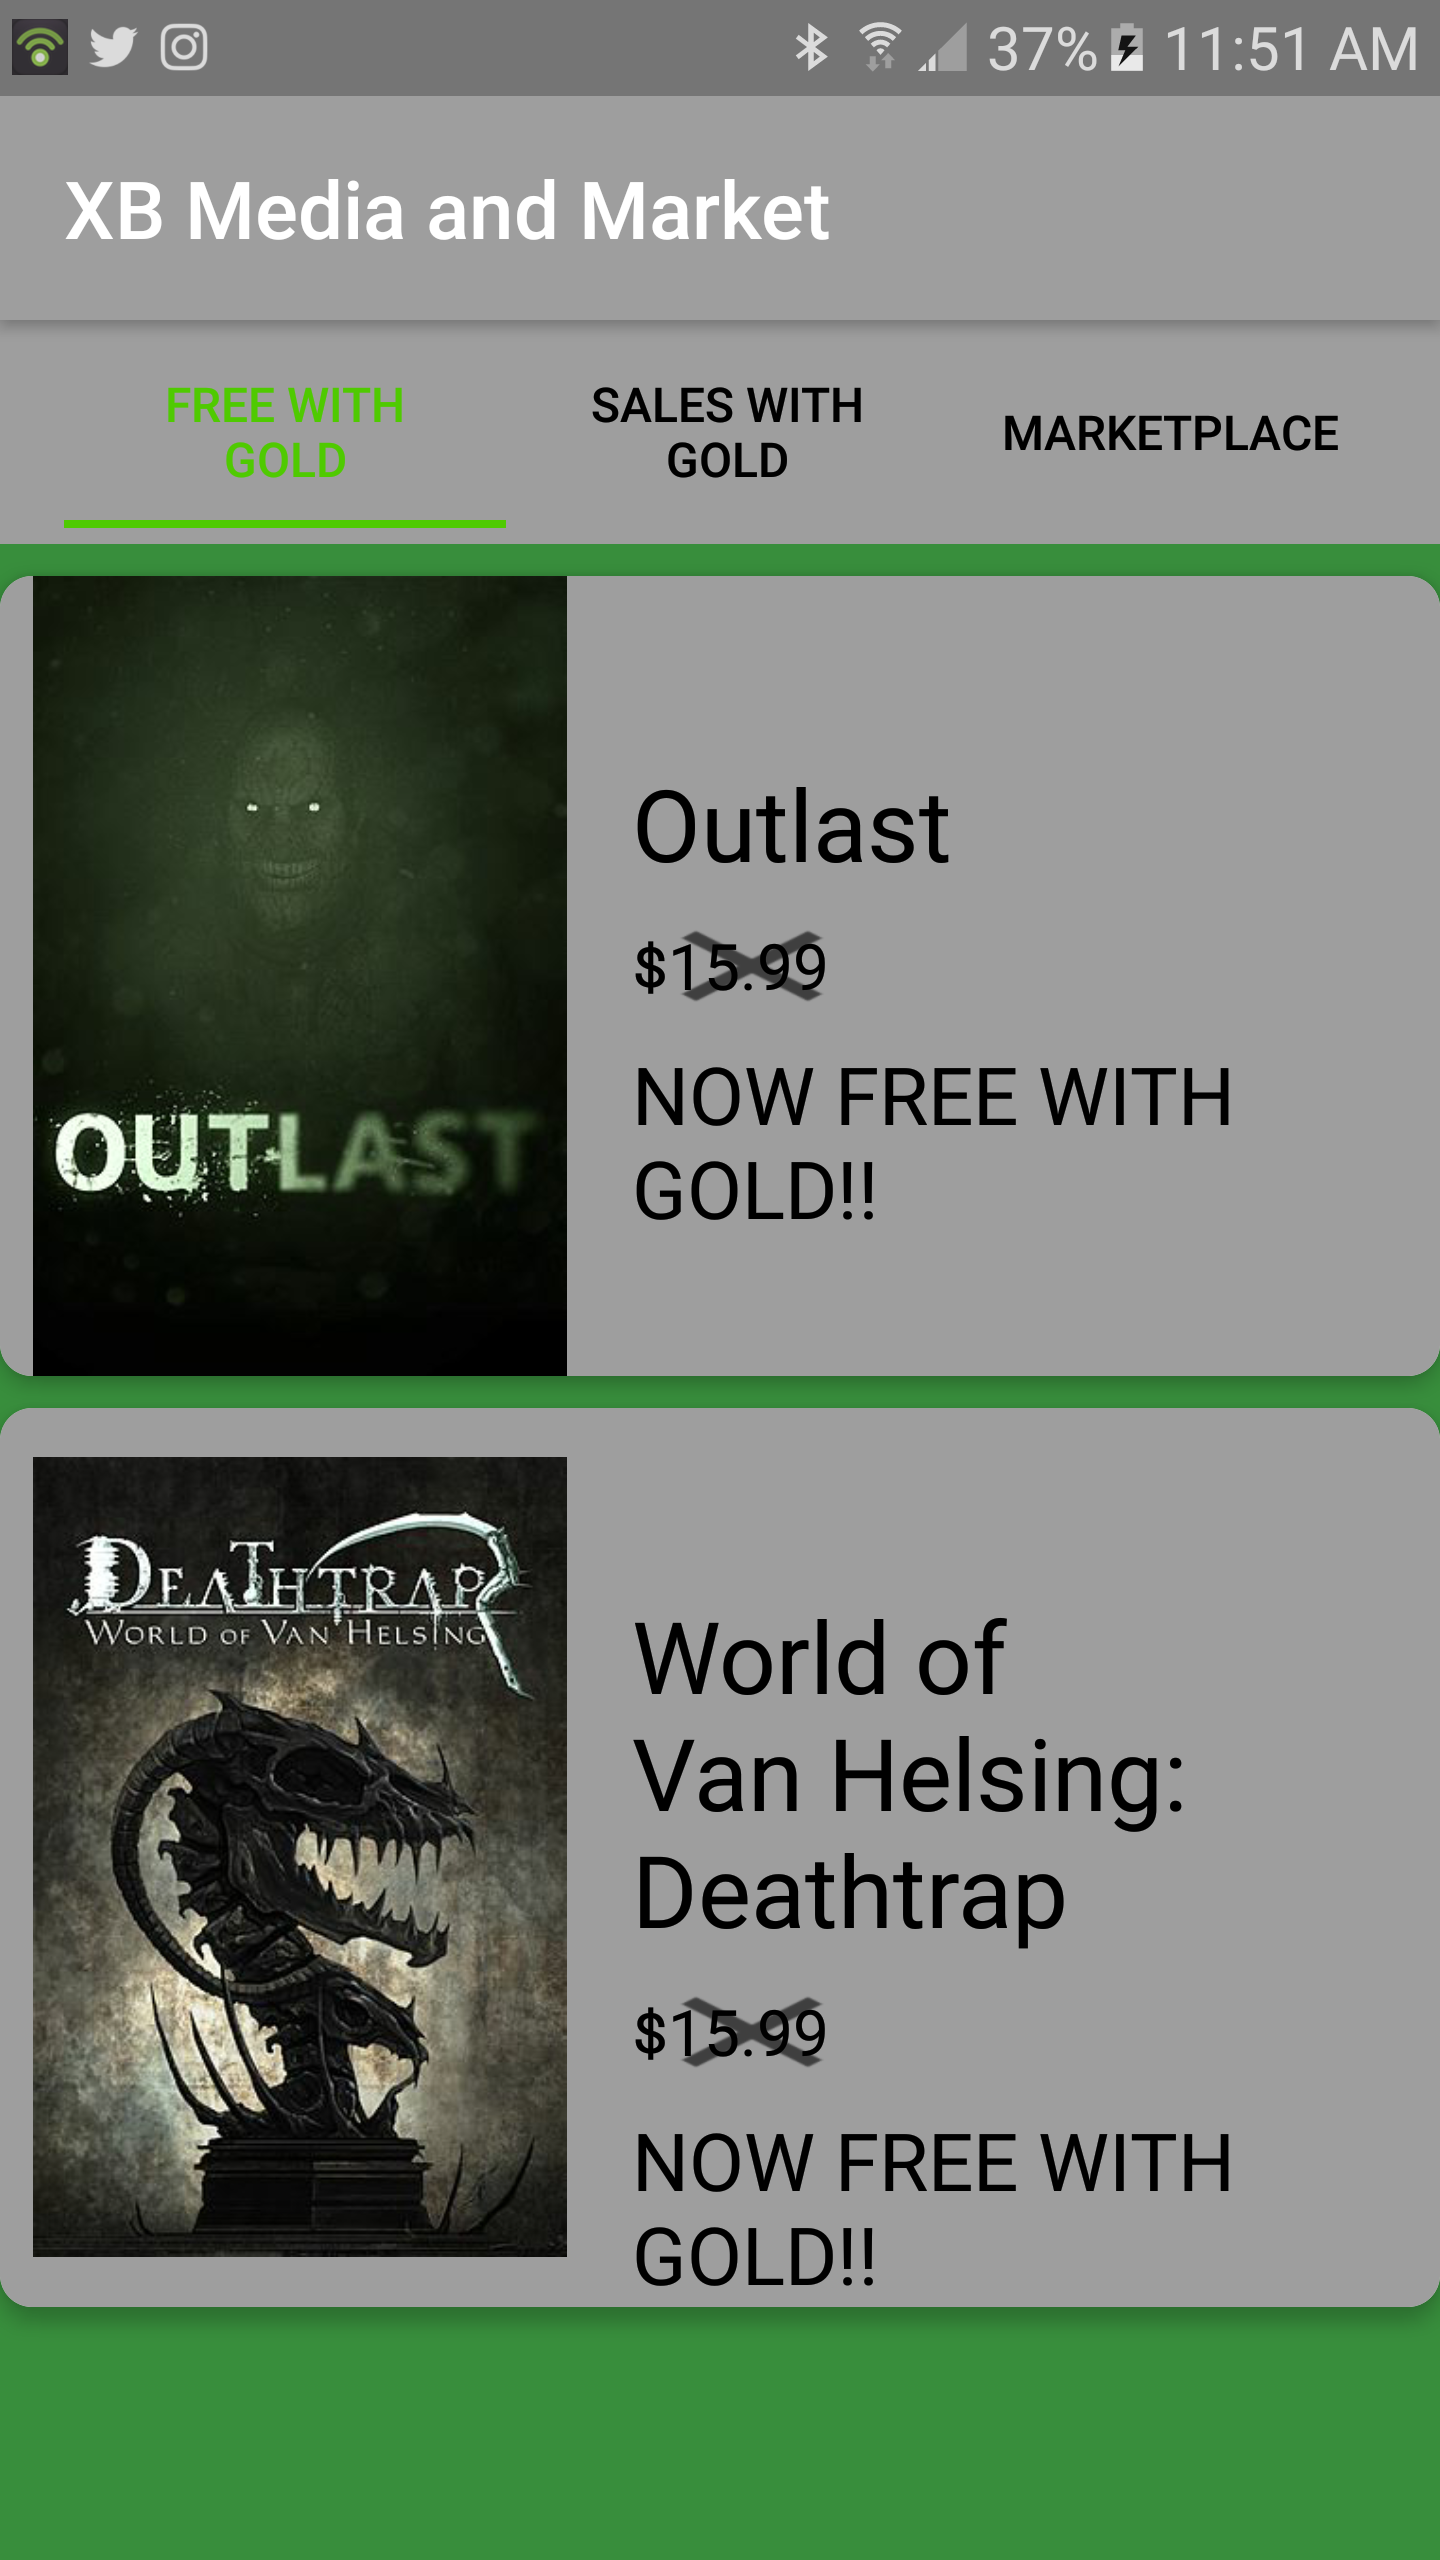 37% 11:51 AM
XB Media and Market
FREE WITH
GOLD
SALES WITH
GOLD
MARKETPLACE
OUTLAST
Outlast
$15.99
NOW FREE WITH
GOLD!!
DEATHTRAP
WORLD OF VAN HELSING
World of
Van Helsing:
Deathtrap
$15.99
NOW FREE WITH
GOLD!!